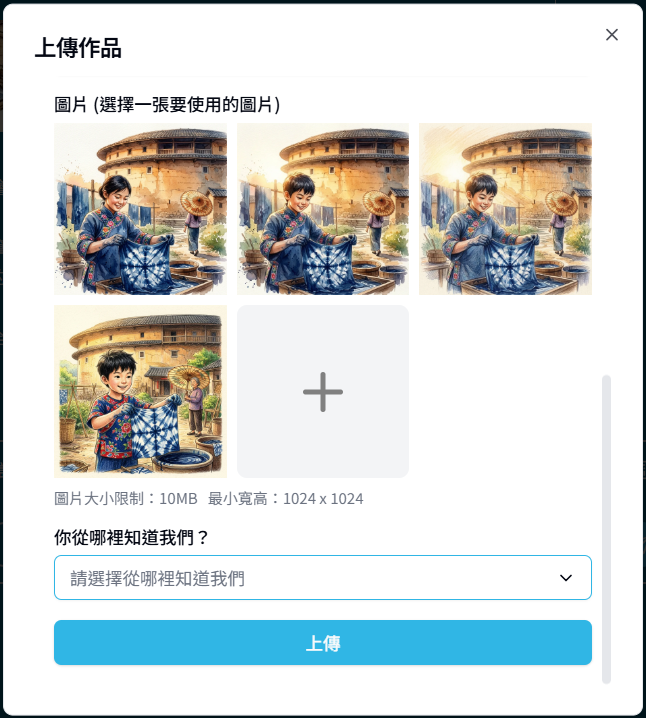 上傳作品
圖片 (選擇一張要使用的圖片)
圖片大小限制：10MB 最小寬高：1024 x 1024
你從哪裡知道我們？
請選擇從哪裡知道我們
上傳